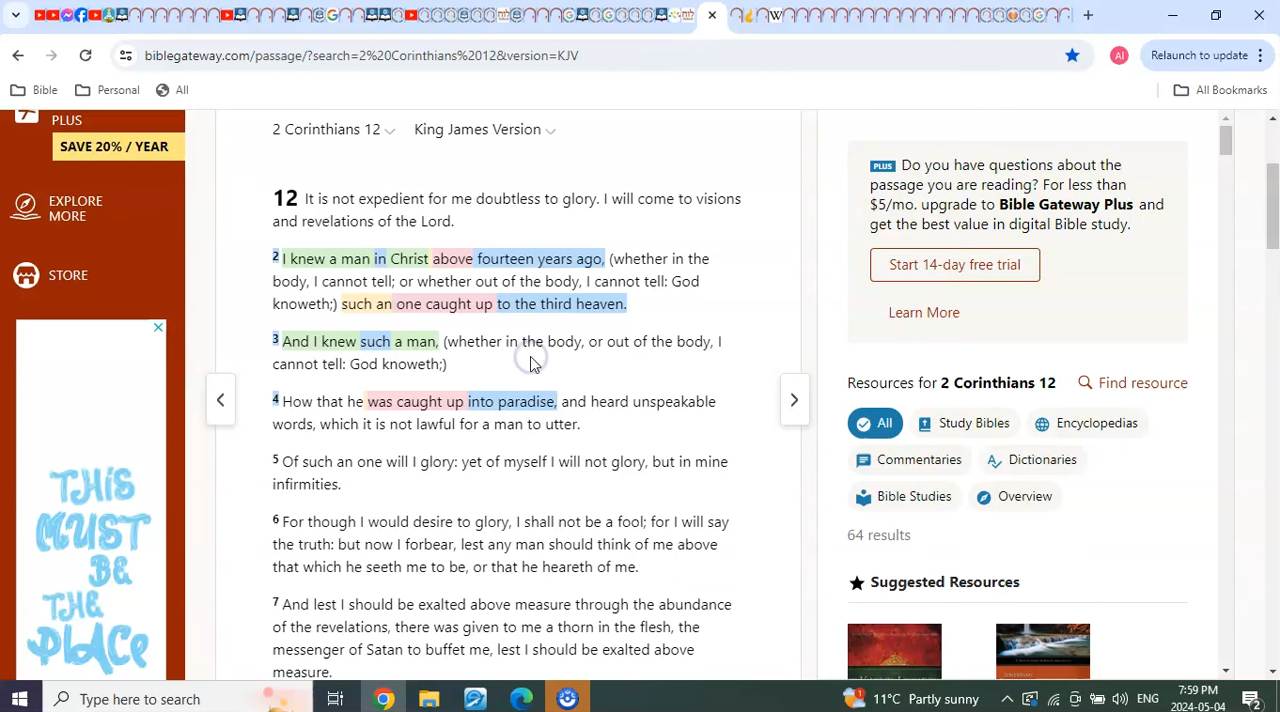 biblegateway.com/passage/?search=2%20Corinthians%2012&version=KJV
AI
Relaunch to update
Bible
Personal
All
All Bookmarks
PLUS
SAVE 20% / YEAR
EXPLORE
MORE
STORE
THIS
MUST
BE
THE
PLACE
2 Corinthians 12
King James Version
12 It is not expedient for me doubtless to glory. I will come to visions
and revelations of the Lord.
2 I knew a man in Christ above fourteen years ago, (whether in the
body, I cannot tell; or whether out of the body, I cannot tell: God
knoweth;) such an one caught up to the third heaven.
3 And I knew such a man, (whether in the body, or out of the body, I
cannot tell: God knoweth;)
4 How that he was caught up into paradise, and heard unspeakable
words, which it is not lawful for a man to utter.
5 Of such an one will I glory: yet of myself I will not glory, but in mine
infirmities.
6 For though I would desire to glory, I shall not be a fool; for I will say
the truth: but now I forbear, lest any man should think of me above
that which he seeth me to be, or that he heareth of me.
7 And lest I should be exalted above measure through the abundance
of the revelations, there was given to me a thorn in the flesh, the
messenger of Satan to buffet me, lest I should be exalted above
measure.
PLUS Do you have questions about the
passage you are reading? For less than
$5/mo. upgrade to Bible Gateway Plus and
get the best value in digital Bible study.
Start 14-day free trial
Learn More
Resources for 2 Corinthians 12
Find resource
All
Study Bibles
Encyclopedias
Commentaries
Dictionaries
Bible Studies
Overview
64 results
Suggested Resources
Type here to search
11°C Partly sunny
ENG
7:59 PM
2024-05-04
2